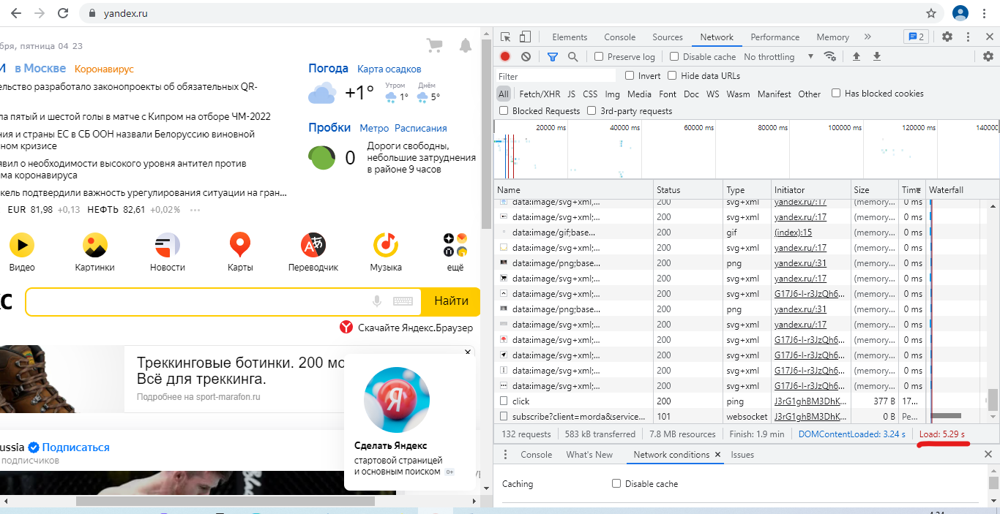 yandex.ru
бря, пятница 04 23
И в Москве Коронавирус
ельство разработало законопроекты об обязательных QR-
ла пятый и шестой голы в матче с Кипром на отборе ЧМ-2022
ния и страны ЕС в СБ ООН назвали Белоруссию виновной
ном кризисе
явил о необходимости высокого уровня антител против
ма коронавируса
кель подтвердили важность урегулирования ситуации на гран...
EUR 81,98 +0,13 НЕФТЬ 82,61 +0,02% •••
Погода Карта осадков
+1° Утром 1° Днём 5°
Пробки Метро Расписания
0 Дороги свободны,
небольшие затруднения
в районе 9 часов
Видео Картинки Новости Карты Переводчик Музыка ещё
с Найти
Скачайте Яндекс.Браузер
Треккинговые ботинки. 200 мо
Всё для треккинга.
Подробнее на sport-marafon.ru
Я
Сделать Яндекс
стартовой страницей
и основным поиском 0+
ussia Подписаться
подписчиков
Elements Console Sources Network Performance Memory » 2
Preserve log Disable cache No throttling
Filter Invert Hide data URLs
All Fetch/XHR JS CSS Img Media Font Doc WS Wasm Manifest Other Has blocked cookies
Blocked Requests 3rd-party requests
20000 ms 40000 ms 60000 ms 80000 ms 100000 ms 120000 ms 14000
Name Status Type Initiator Size Time Waterfall
data:image/svg+xml;... 200 svg+xml yandex.ru/:17 (memory... 0 ms
data:image/svg+xml;... 200 svg+xml yandex.ru/:17 (memory... 0 ms
data:image/gif;base... 200 gif (index):15 (memory... 0 ms
data:image/svg+xml;... 200 svg+xml yandex.ru/:17 (memory... 0 ms
data:image/png;base... 200 png yandex.ru/:31 (memory... 0 ms
data:image/svg+xml;... 200 svg+xml yandex.ru/:17 (memory... 0 ms
data:image/svg+xml;... 200 svg+xml G17J6-I-r3JzQh6... (memory... 0 ms
data:image/png;base... 200 png yandex.ru/:31 (memory... 0 ms
data:image/svg+xml;... 200 svg+xml yandex.ru/:17 (memory... 0 ms
data:image/svg+xml;... 200 svg+xml G17J6-I-r3JzQh6... (memory... 0 ms
data:image/svg+xml;... 200 svg+xml G17J6-I-r3JzQh6... (memory... 0 ms
data:image/svg+xml;... 200 svg+xml G17J6-I-r3JzQh6... (memory... 0 ms
data:image/svg+xml;... 200 svg+xml G17J6-I-r3JzQh6... (memory... 0 ms
click 200 ping J3rG1ghBM3DhK... 377 B 17...
subscribe?client=morda&service... 101 websocket J3rG1ghBM3DhK... 0 B Pe...
132 requests 583 kB transferred 7.8 MB resources Finish: 1.9 min DOMContentLoaded: 3.24 s Load: 5.29 s
Console What's New Network conditions Issues
Caching Disable cache